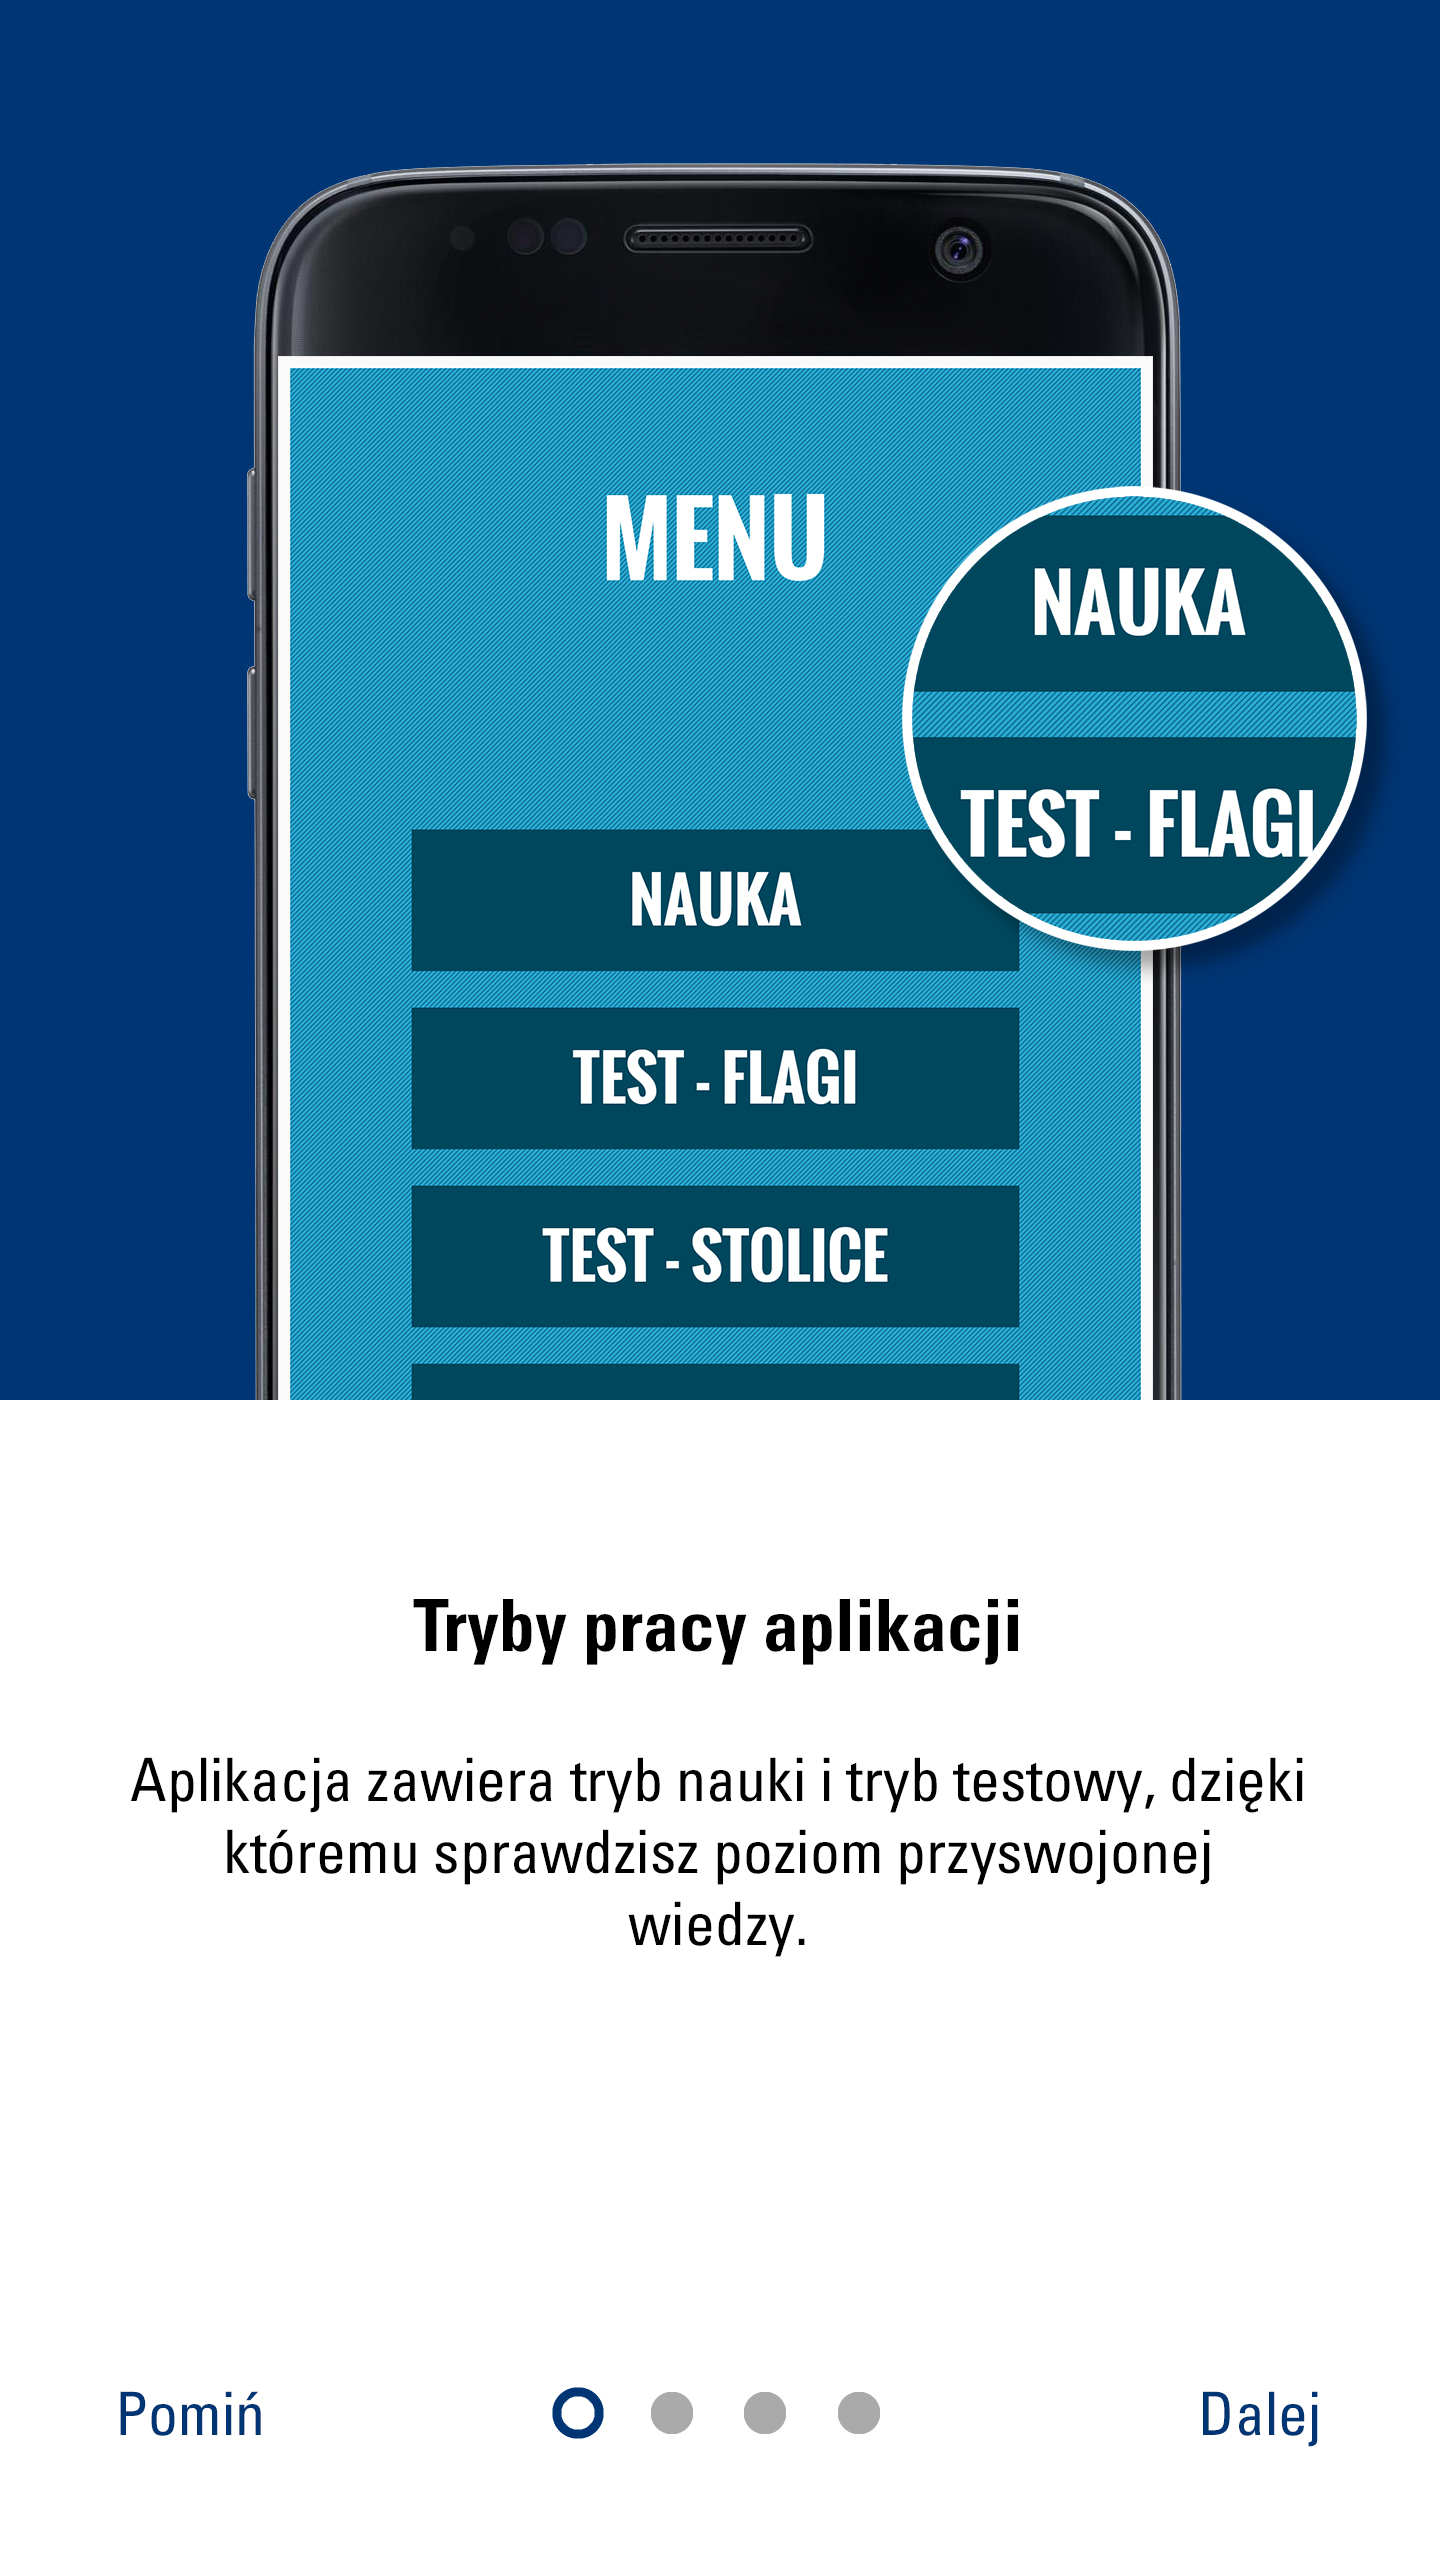 MENU
NAUKA
TEST - FLAGI
NAUKA
TEST - FLAGI
TEST - STOLICE
Tryby pracy aplikacji
Aplikacja zawiera tryb nauki i tryb testowy, dzięki
któremu sprawdzisz poziom przyswojonej
wiedzy.
Pomiń
Dalej